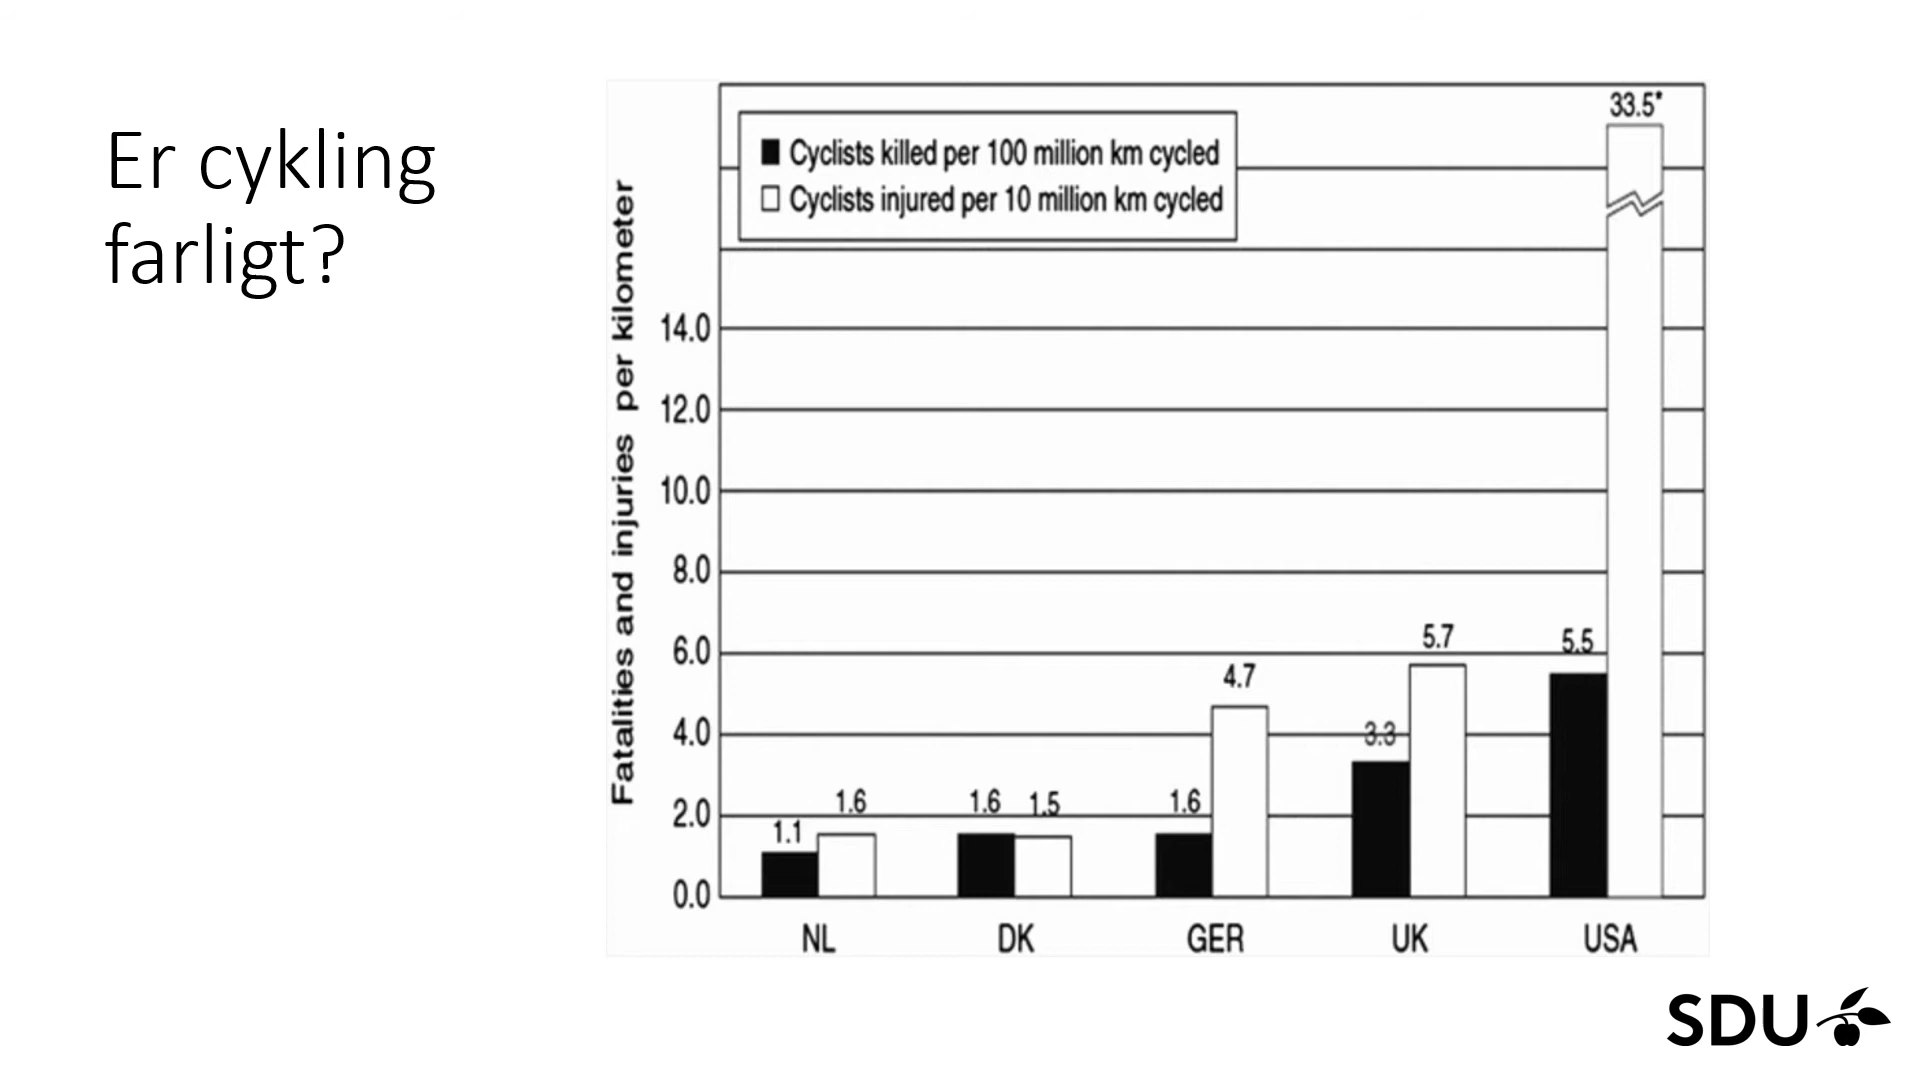 Er cykling
farligt?
Fatalities and injuries per kilometer
Cyclists killed per 100 million km cycled
Cyclists injured per 10 million km cycled
14.0
12.0
10.0
8.0
6.0
4.0
2.0
0.0
1.1
1.6
1.6
1.5
1.6
4.7
3.3
5.7
5.5
33.5*
NL
DK
GER
UK
USA
SDU